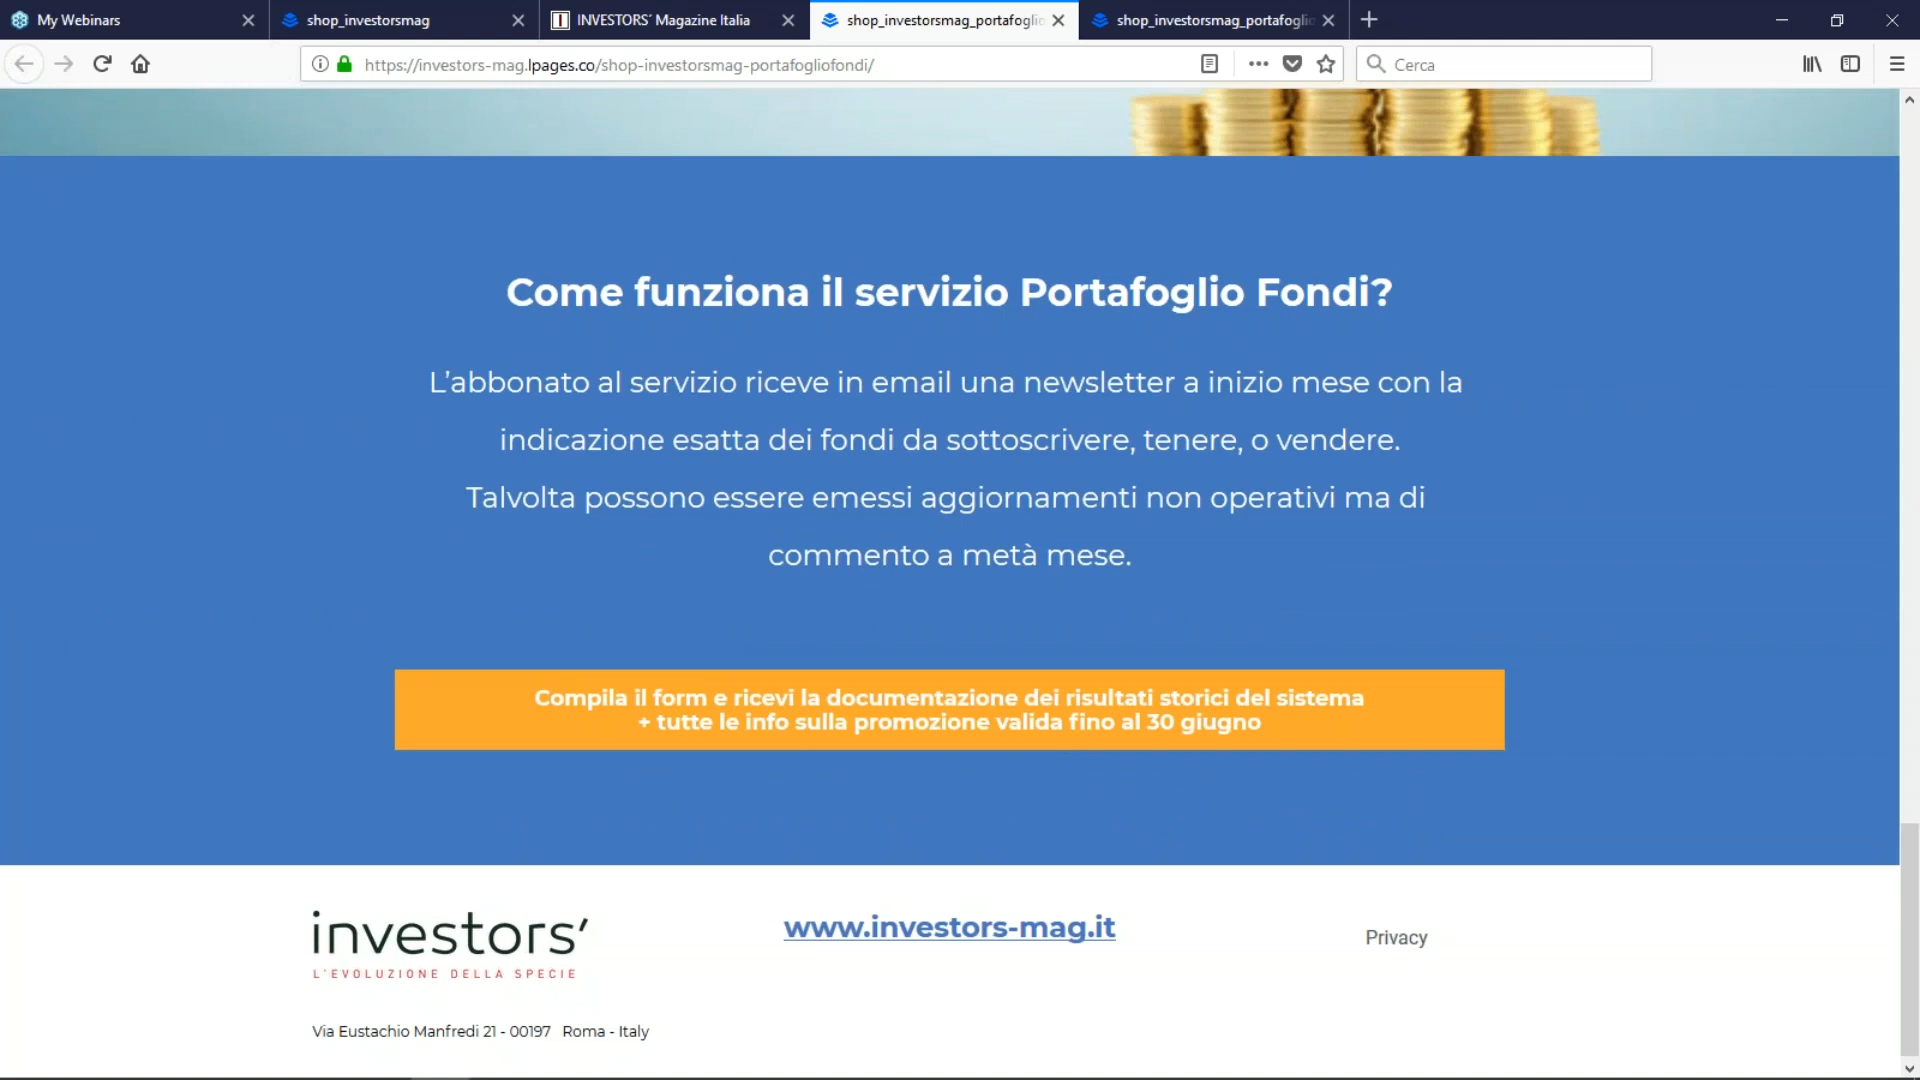 My Webinars
shop_investorsmag
INVESTORS' Magazine Italia
shop_investorsmag_portafoglio
shop_investorsmag_portafoglio
https://investors-mag.lpages.co/shop-investorsmag-portafogliofondi/
Cerca
Come funziona il servizio Portafoglio Fondi?
L'abbonato al servizio riceve in email una newsletter a inizio mese con la
indicazione esatta dei fondi da sottoscrivere, tenere, o vendere.
Talvolta possono essere emessi aggiornamenti non operativi ma di
commento a metà mese.
Compila il form e ricevi la documentazione dei risultati storici del sistema
+ tutte le info sulla promozione valida fino al 30 giugno
investors'
L'EVOLUZIONE DELLA SPECIE
www.investors-mag.it
Privacy
Via Eustachio Manfredi 21 - 00197 Roma - Italy